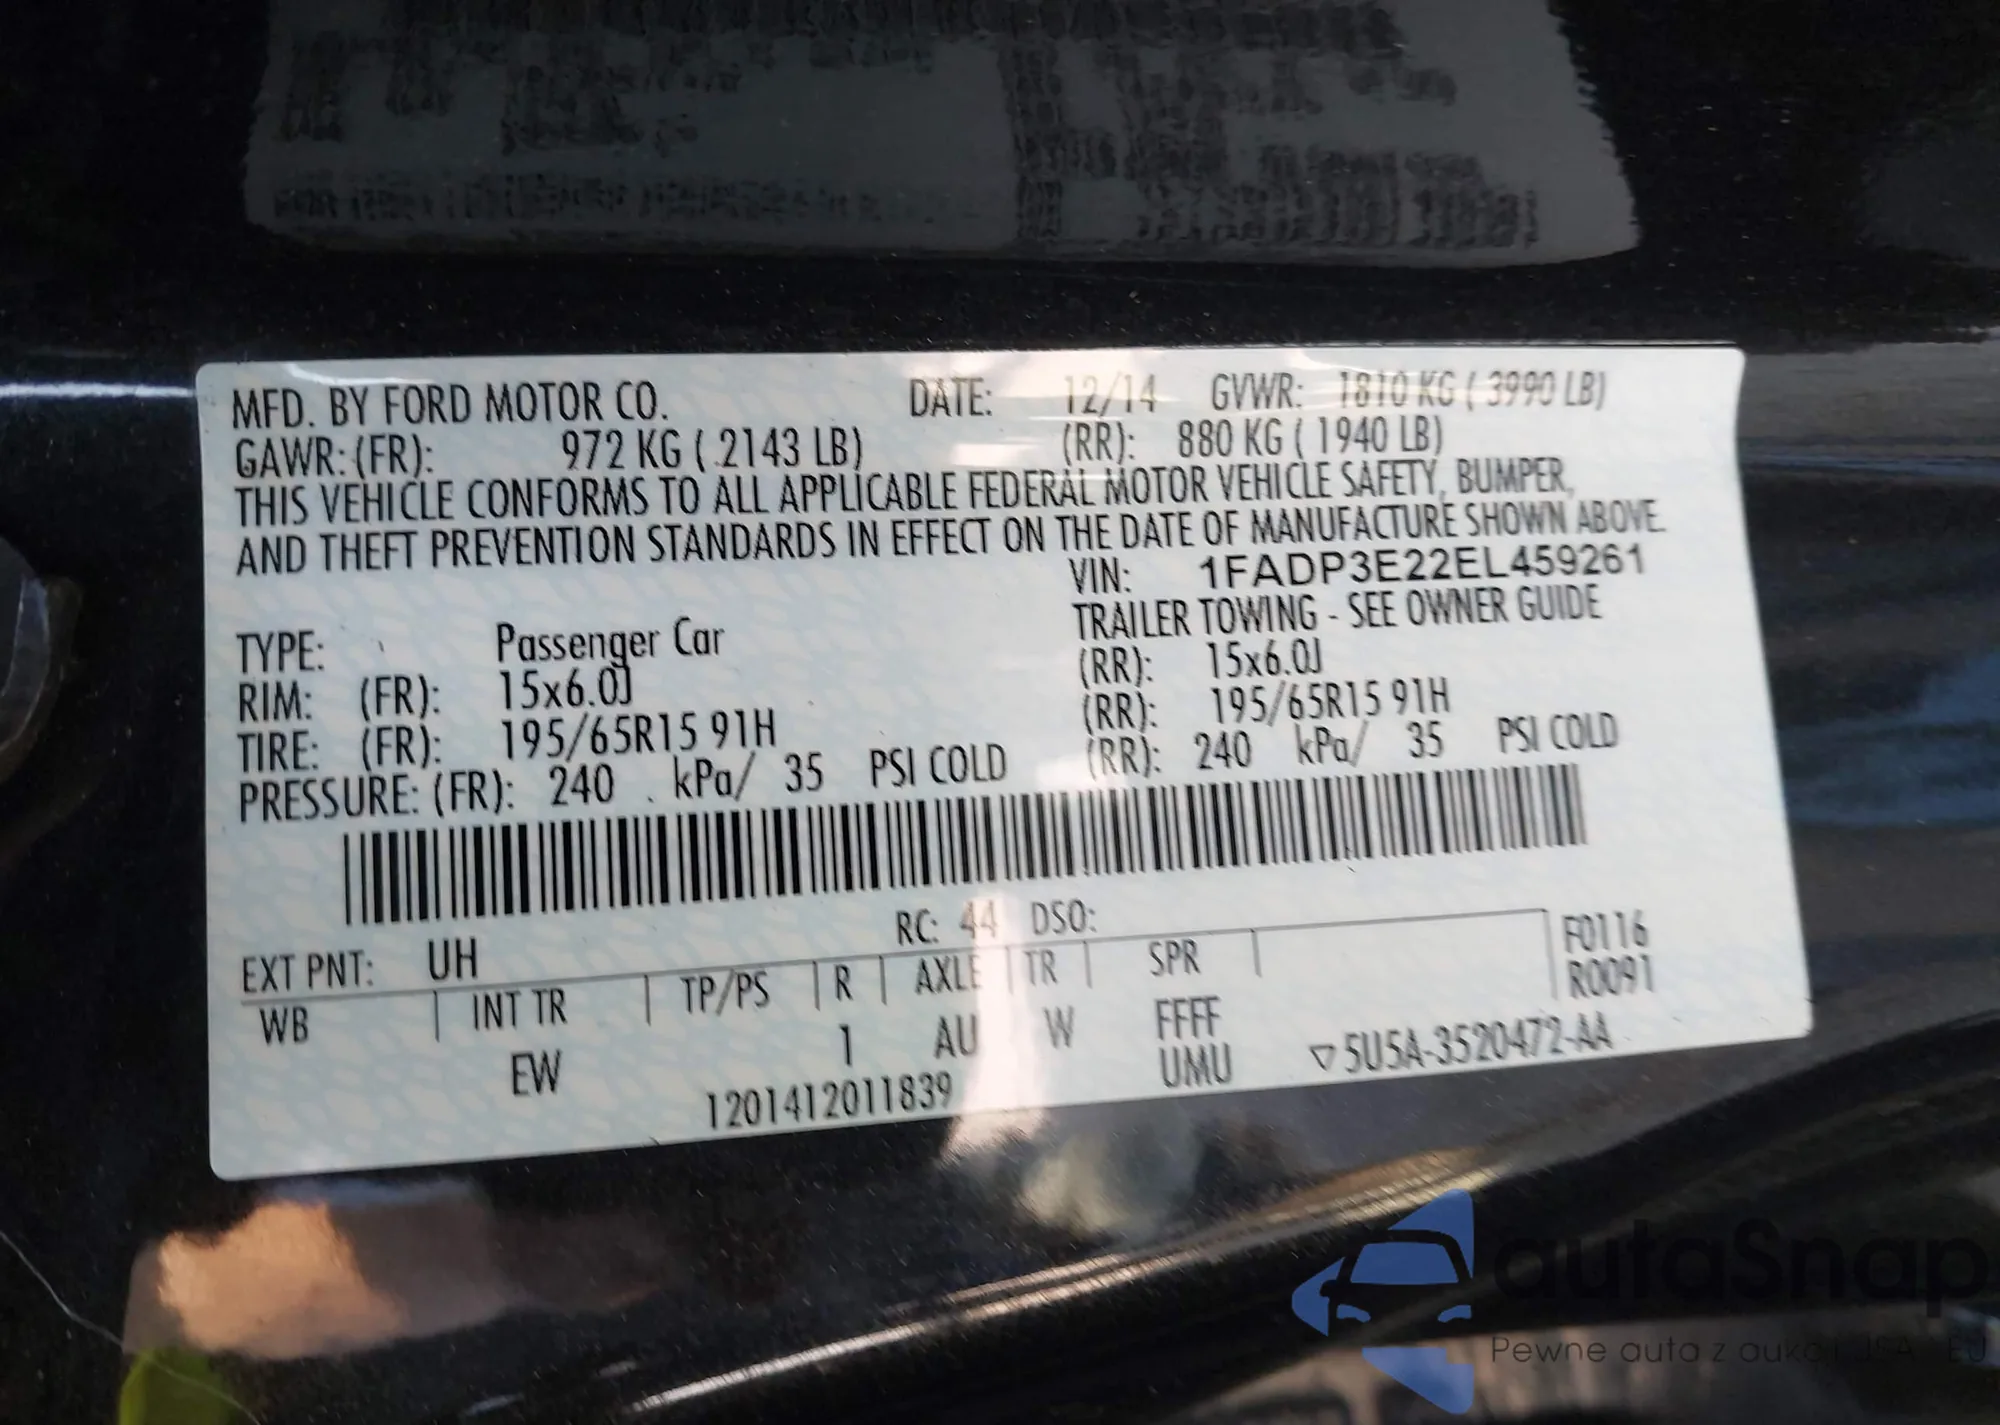 MFD. BY FORD MOTOR CO. DATE: 12/14 GVWR: 1810 KG ( 3990 LB)
GAWR: (FR): 972 KG ( 2143 LB) (RR): 880 KG ( 1940 LB)
THIS VEHICLE CONFORMS TO ALL APPLICABLE FEDERAL MOTOR VEHICLE SAFETY, BUMPER,
AND THEFT PREVENTION STANDARDS IN EFFECT ON THE DATE OF MANUFACTURE SHOWN ABOVE.
VIN: 1FADP3E22EL459261
TYPE: Passenger Car TRAILER TOWING - SEE OWNER GUIDE
RIM: (FR): 15x6.0J (RR): 15x6.0J
TIRE: (FR): 195/65R15 91H (RR): 195/65R15 91H
PRESSURE: (FR): 240 kPa/ 35 PSI COLD (RR): 240 kPa/ 35 PSI COLD
RC: 44 DSO:
EXT PNT: UH F0116
WB INT TR TP/PS R AXLE TR SPR R0091
EW 1 AU W FFFF
UMU ▽5U5A-3520472-AA
1201412011839
autaSnap
Pewne auta z